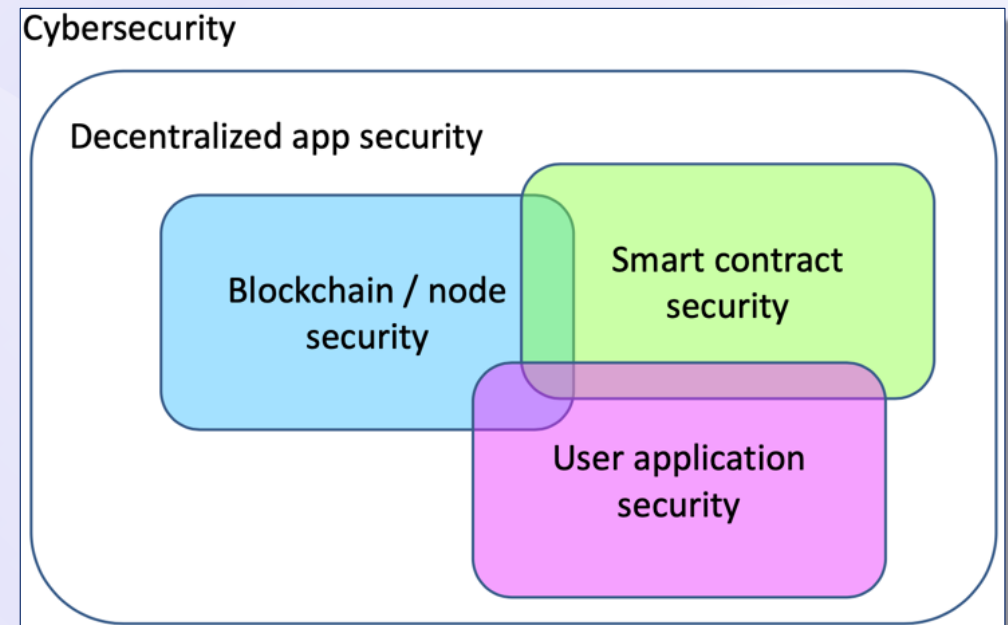 Cybersecurity
Decentralized app security
Blockchain / node
security
Smart contract
security
User application
security